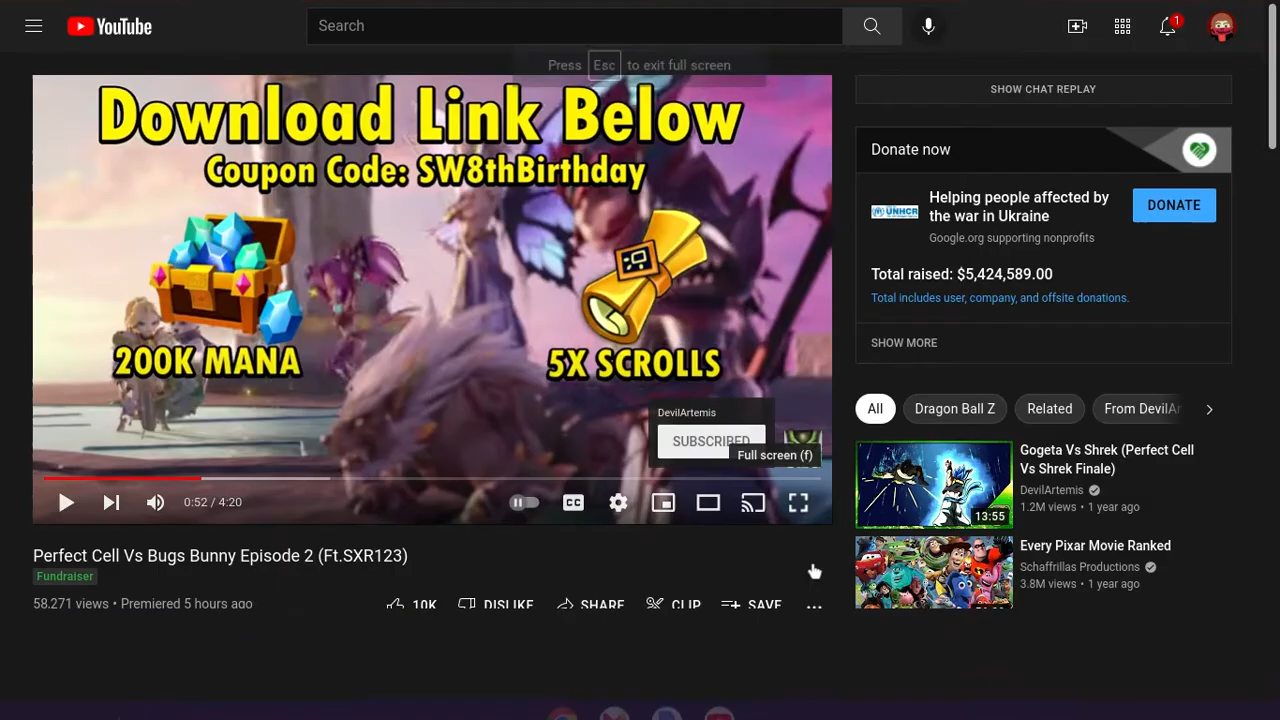 YouTube
Search
1
Press Esc to exit full screen
Download Link Below
Coupon Code: SW8thBirthday
200K MANA
5X SCROLLS
DevilArtemis
SUBSCRIBED
Full screen (f)
0:52 / 4:20
CC
Perfect Cell Vs Bugs Bunny Episode 2 (Ft.SXR123)
Fundraiser
58.271 views • Premiered 5 hours ago
10K
DISLIKE
SHARE
CLIP
SAVE
SHOW CHAT REPLAY
Donate now
UNHCR
Helping people affected by
the war in Ukraine
Google.org supporting nonprofits
DONATE
Total raised: $5,424,589.00
Total includes user, company, and offsite donations.
SHOW MORE
All
Dragon Ball Z
Related
From DevilAr
13:55
Gogeta Vs Shrek (Perfect Cell
Vs Shrek Finale)
DevilArtemis
1.2M views • 1 year ago
Every Pixar Movie Ranked
Schaffrillas Productions
3.8M views • 1 year ago